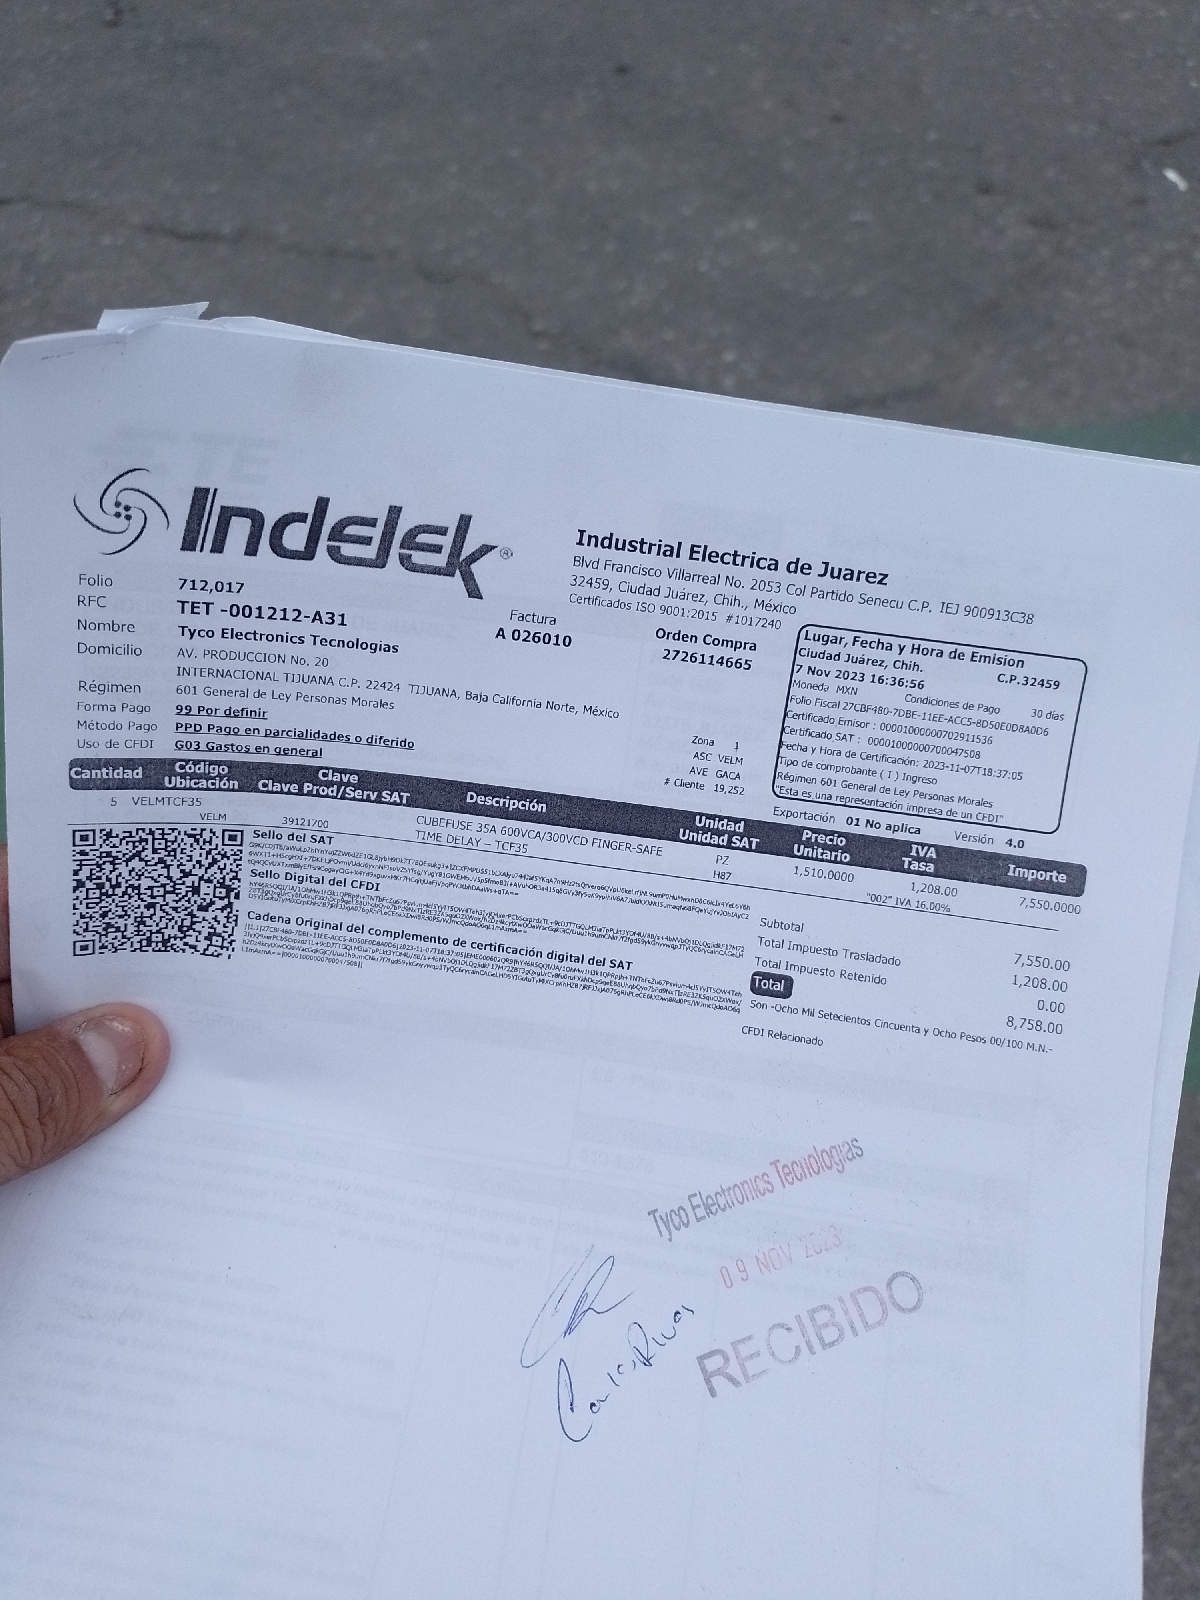 Indelek®
Industrial Electrica de Juarez
Blvd Francisco Villarreal No. 2053 Col Partido Senecu C.P. IEJ 900913C38
32459, Ciudad Juárez, Chih., México
Certificados ISO 9001:2015 #1017240
Folio 712,017
RFC TET -001212-A31
Nombre Tyco Electronics Tecnologias
Domicilio AV. PRODUCCION No. 20
INTERNACIONAL TIJUANA C.P. 22424 TIJUANA, Baja California Norte, México
Régimen 601 General de Ley Personas Morales
Forma Pago 99 Por definir
Método Pago PPD Pago en parcialidades o diferido
Uso de CFDI G03 Gastos en general
Factura
A 026010
Orden Compra
2726114665
Lugar, Fecha y Hora de Emision
Ciudad Juárez, Chih. C.P.32459
7 Nov 2023 16:36:56
Moneda MXN Condiciones de Pago 30 días
Folio Fiscal 27CBF480-7DBE-11EE-ACC5-8D50E0D8A0D6
Certificado Emisor : 00001000000702911536
Certificado SAT : 00001000000700047508
Fecha y Hora de Certificación: 2023-11-07T18:37:05
Tipo de comprobante ( I ) Ingreso
Régimen 601 General de Ley Personas Morales
"Esta es una representación impresa de un CFDI"
Zona 1
ASC VELM
AVE GACA
# Cliente 19,252
Exportación 01 No aplica Versión 4.0
Cantidad Código Ubicación Clave Clave Prod/Serv SAT Descripción Unidad Unidad SAT Precio Unitario IVA Tasa Importe
5 VELMTCF35 CUBEFUSE 35A 600VCA/300VCD FINGER-SAFE PZ 1,510.0000 1,208.00 7,550.0000
VELM 39121700 TIME DELAY – TCF35 H87 "002" IVA 16.00%
Sello del SAT
Sello Digital del CFDI
Cadena Original del complemento de certificación digital del SAT
Subtotal 7,550.00
Total Impuesto Trasladado 1,208.00
Total Impuesto Retenido 0.00
Total 8,758.00
Son -Ocho Mil Setecientos Cincuenta y Ocho Pesos 00/100 M.N.-
CFDI Relacionado
Tyco Electronics Tecnologias
09 NOV 2023
RECIBIDO
Carlos Rivas